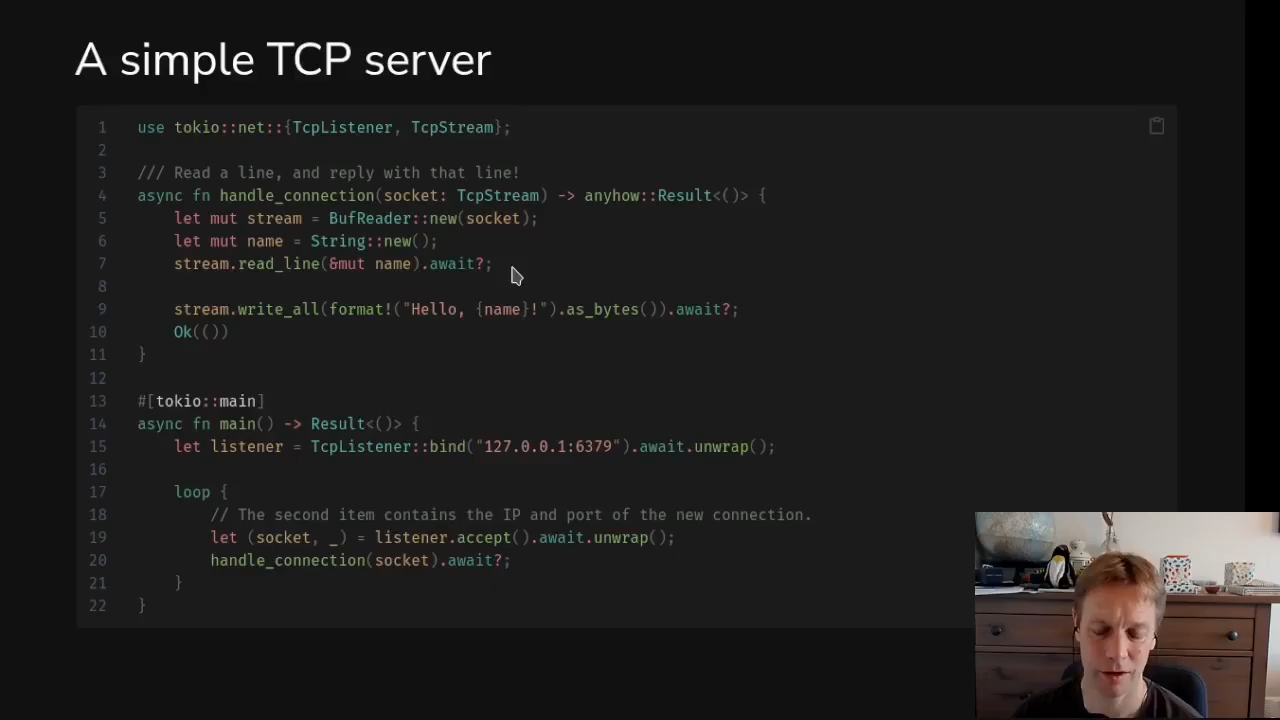 A simple TCP server
1 use tokio::net::{TcpListener, TcpStream};
2
3 /// Read a line, and reply with that line!
4 async fn handle_connection(socket: TcpStream) -> anyhow::Result<()> {
5     let mut stream = BufReader::new(socket);
6     let mut name = String::new();
7     stream.read_line(&mut name).await?;
8
9     stream.write_all(format!("Hello, {name}!").as_bytes()).await?;
10     Ok(())
11 }
12
13 #[tokio::main]
14 async fn main() -> Result<()> {
15     let listener = TcpListener::bind("127.0.0.1:6379").await.unwrap();
16
17     loop {
18         // The second item contains the IP and port of the new connection.
19         let (socket, _) = listener.accept().await.unwrap();
20         handle_connection(socket).await?;
21     }
22 }